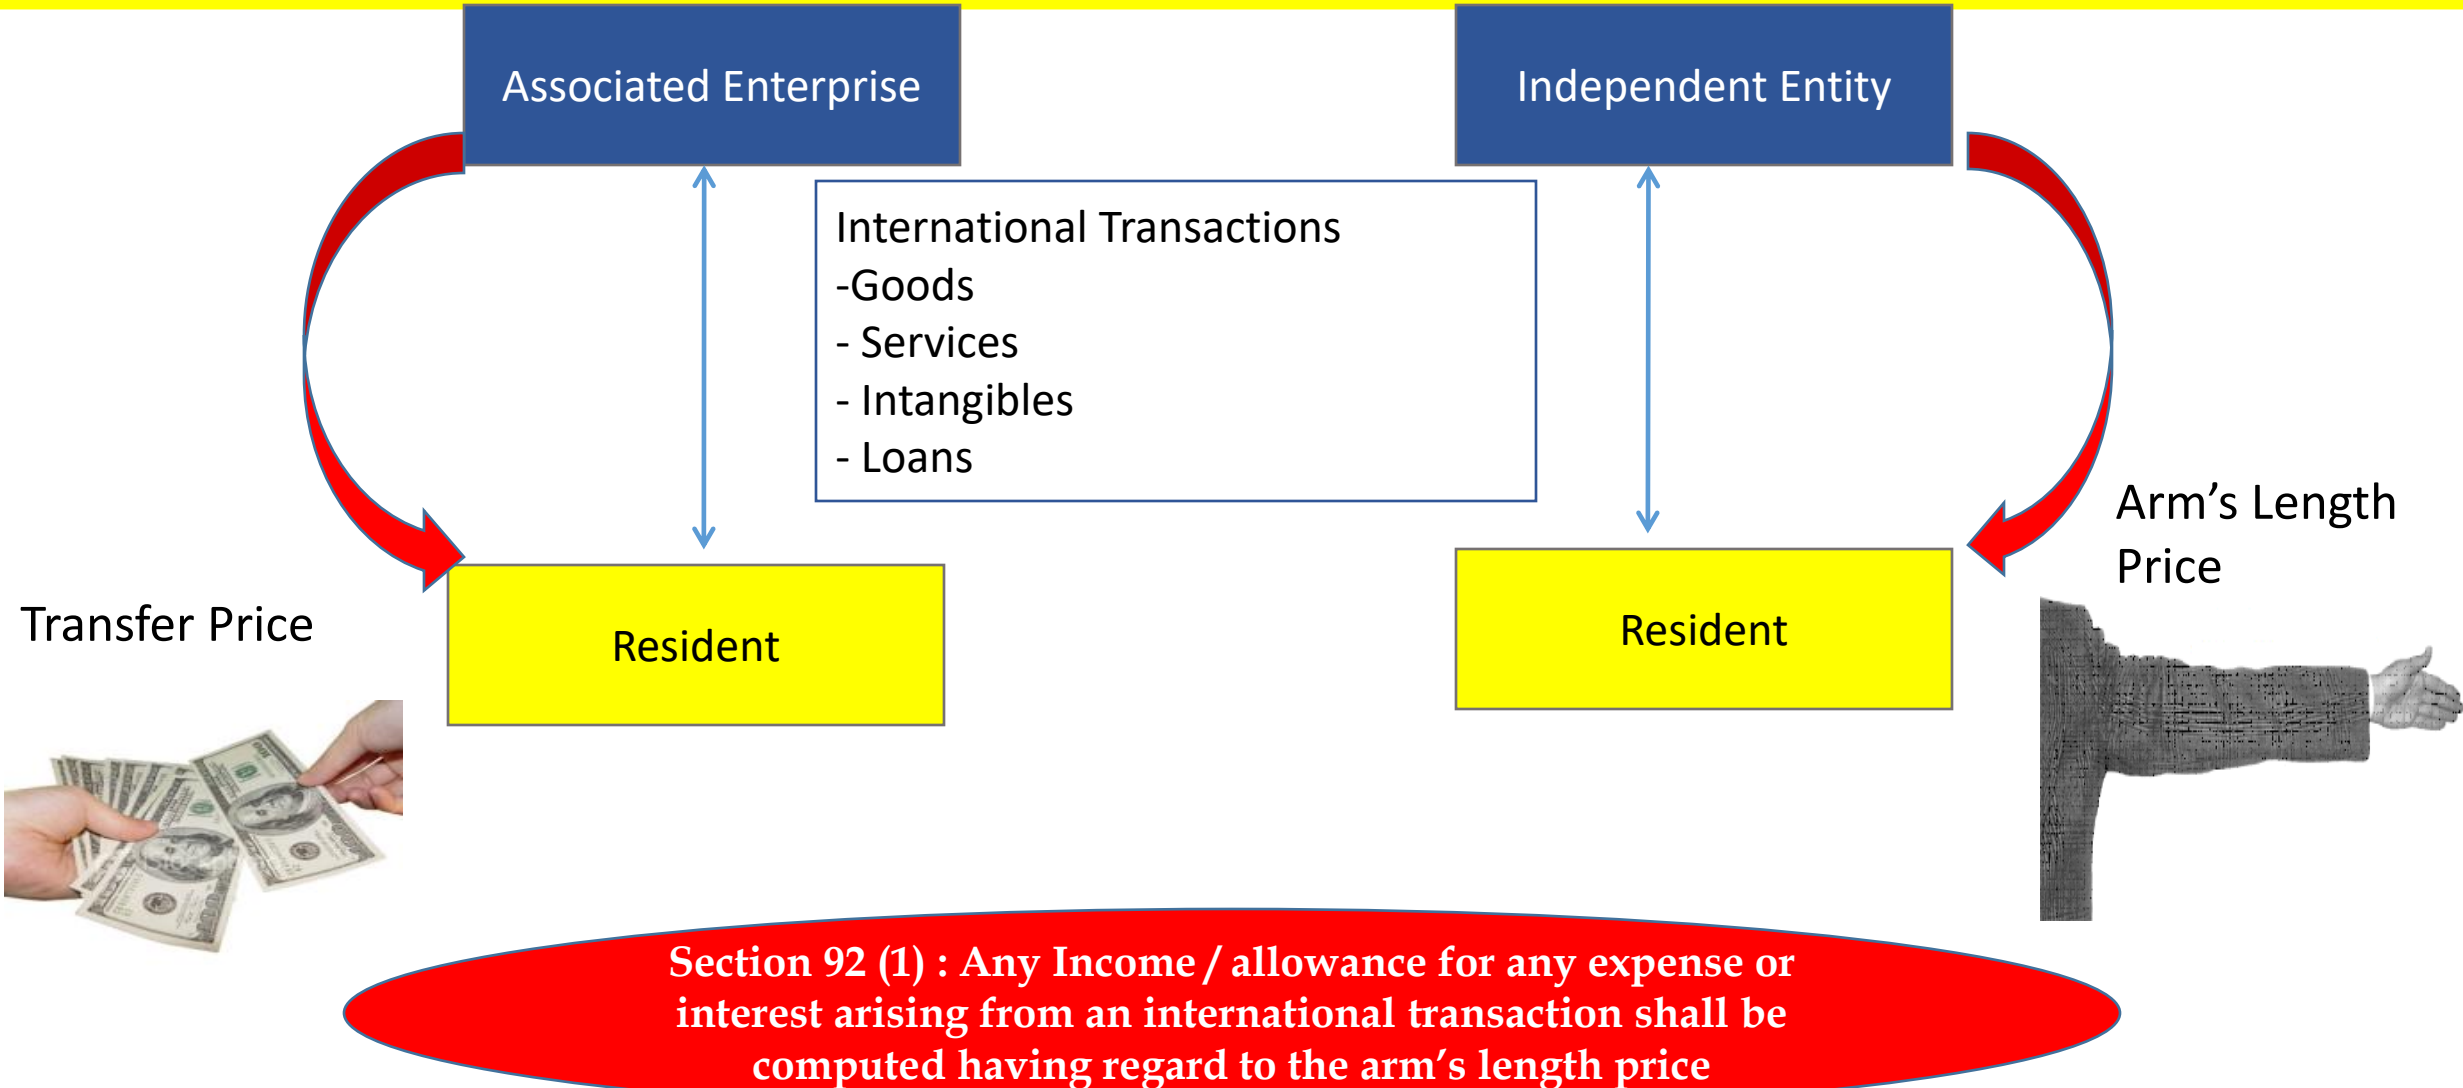 Associated Enterprise
Independent Entity
International Transactions
-Goods
- Services
- Intangibles
- Loans
Arm’s Length
Price
Transfer Price
Resident
Resident
Section 92 (1) : Any Income / allowance for any expense or
interest arising from an international transaction shall be
computed having regard to the arm’s length price